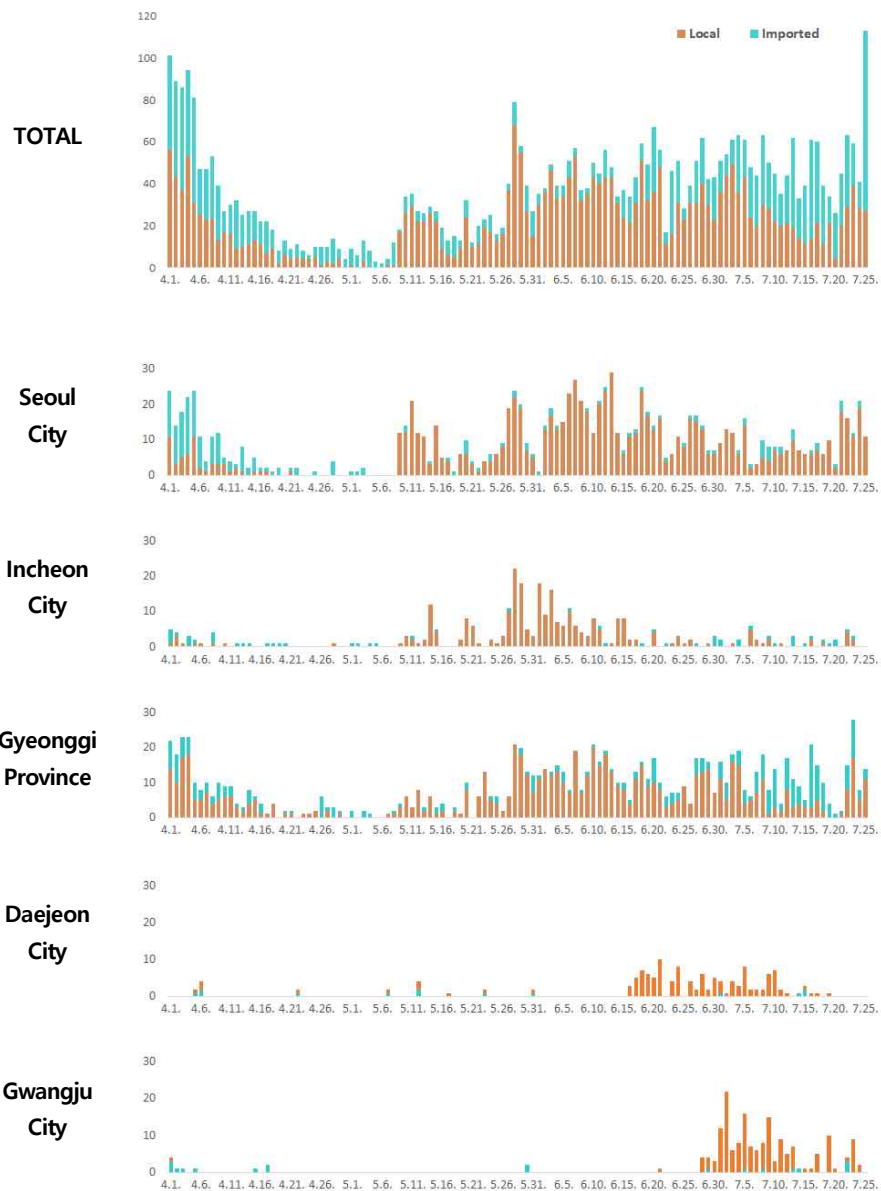 120
100
80
60
40
20
0
Local Imported
TOTAL
4.1. 4.6. 4.11. 4.16. 4.21. 4.26. 5.1. 5.6. 5.11. 5.16. 5.21. 5.26. 5.31. 6.5. 6.10. 6.15. 6.20. 6.25. 6.30. 7.5. 7.10. 7.15. 7.20. 7.25.
Seoul
City
30
20
10
0
4.1. 4.6. 4.11. 4.16. 4.21. 4.26. 5.1. 5.6. 5.11. 5.16. 5.21. 5.26. 5.31. 6.5. 6.10. 6.15. 6.20. 6.25. 6.30. 7.5. 7.10. 7.15. 7.20. 7.25.
Incheon
City
30
20
10
0
4.1. 4.6. 4.11. 4.16. 4.21. 4.26. 5.1. 5.6. 5.11. 5.16. 5.21. 5.26. 5.31. 6.5. 6.10. 6.15. 6.20. 6.25. 6.30. 7.5. 7.10. 7.15. 7.20. 7.25.
Gyeonggi
Province
30
20
10
0
4.1. 4.6. 4.11. 4.16. 4.21. 4.26. 5.1. 5.6. 5.11. 5.16. 5.21. 5.26. 5.31. 6.5. 6.10. 6.15. 6.20. 6.25. 6.30. 7.5. 7.10. 7.15. 7.20. 7.25.
Daejeon
City
30
20
10
0
4.1. 4.6. 4.11. 4.16. 4.21. 4.26. 5.1. 5.6. 5.11. 5.16. 5.21. 5.26. 5.31. 6.5. 6.10. 6.15. 6.20. 6.25. 6.30. 7.5. 7.10. 7.15. 7.20. 7.25.
Gwangju
City
30
20
10
0
4.1. 4.6. 4.11. 4.16. 4.21. 4.26. 5.1. 5.6. 5.11. 5.16. 5.21. 5.26. 5.31. 6.5. 6.10. 6.15. 6.20. 6.25. 6.30. 7.5. 7.10. 7.15. 7.20. 7.25.